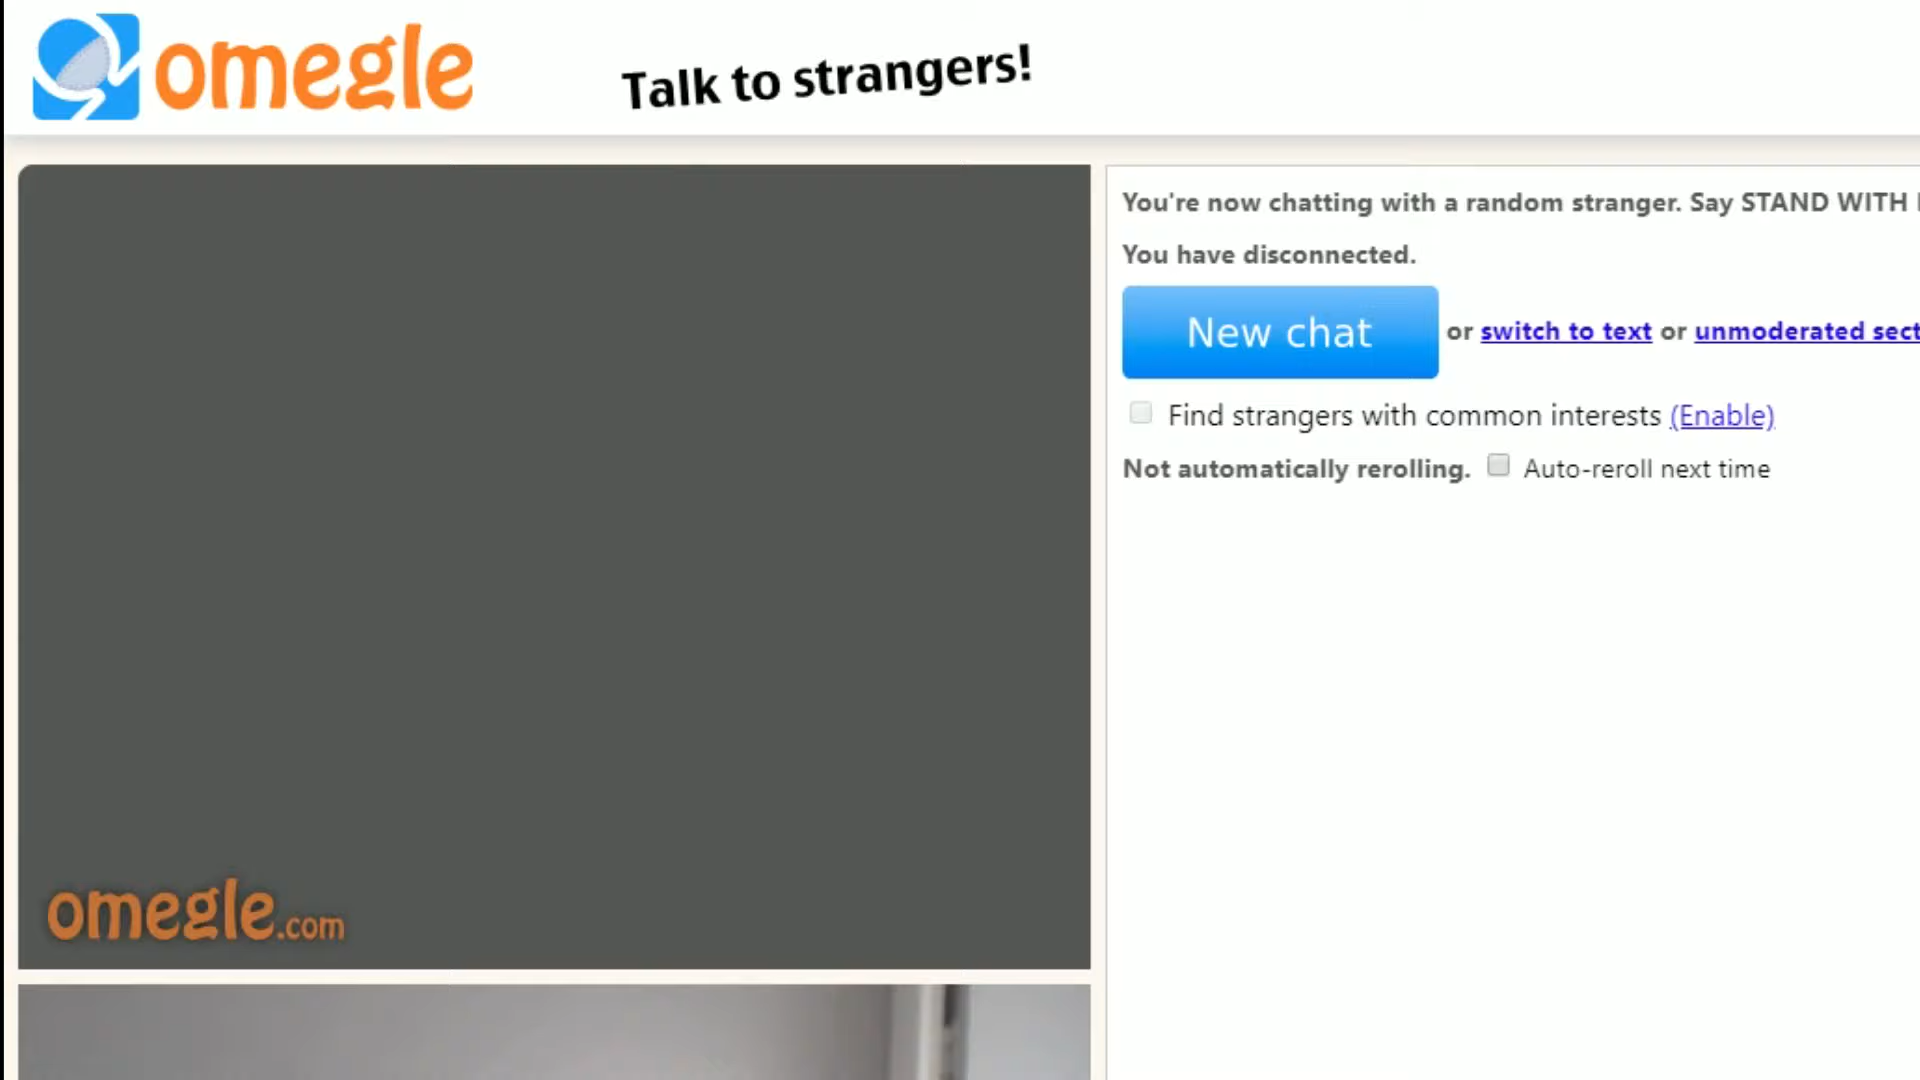 omegle
Talk to strangers!
You're now chatting with a random stranger. Say STAND WITH
You have disconnected.
New chat or switch to text or unmoderated sect
Find strangers with common interests (Enable)
Not automatically rerolling. Auto-reroll next time
omegle.com